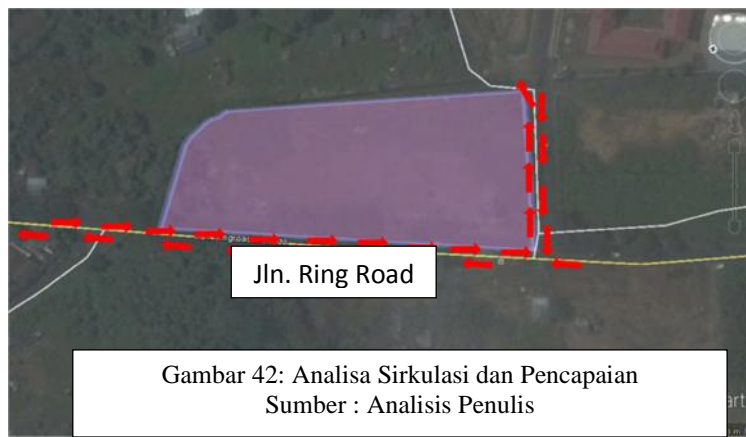 Jln. Ring Road
Gambar 42: Analisa Sirkulasi dan Pencapaian
Sumber : Analisis Penulis